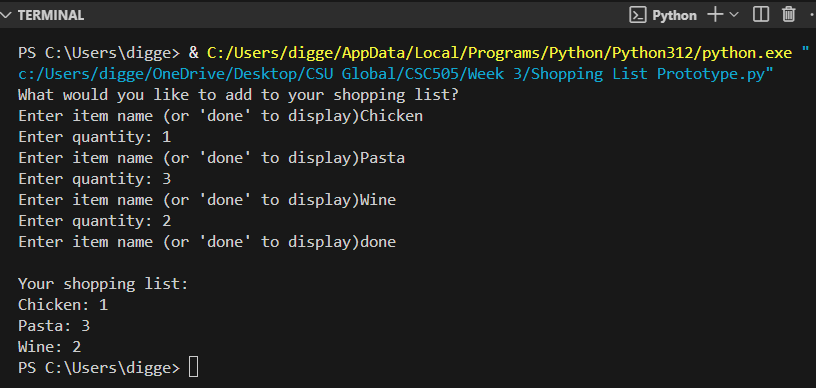 TERMINAL
Python
PS C:\Users\digge> & C:/Users/digge/AppData/Local/Programs/Python/Python312/python.exe "
c:/Users/digge/OneDrive/Desktop/CSU Global/CSC505/Week 3/Shopping List Prototype.py"
What would you like to add to your shopping list?
Enter item name (or 'done' to display)Chicken
Enter quantity: 1
Enter item name (or 'done' to display)Pasta
Enter quantity: 3
Enter item name (or 'done' to display)Wine
Enter quantity: 2
Enter item name (or 'done' to display)done
Your shopping list:
Chicken: 1
Pasta: 3
Wine: 2
PS C:\Users\digge>